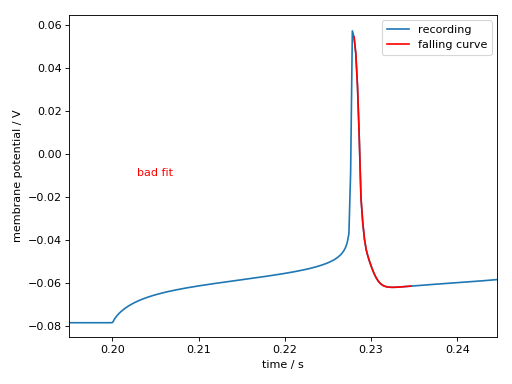 0.06
0.04
0.02
0.00
−0.02
−0.04
−0.06
−0.08
membrane potential / V
recording
falling curve
bad fit
0.20
0.21
0.22
0.23
0.24
time / s